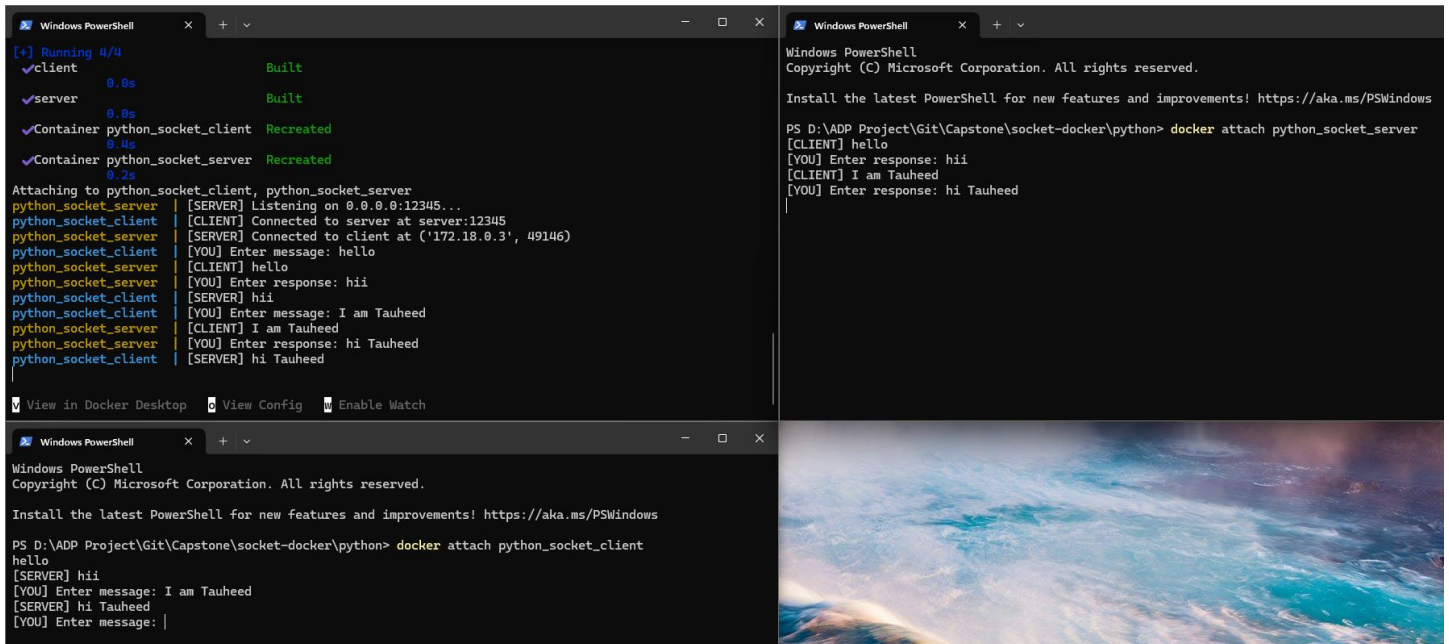 Windows PowerShell
[+] Running 4/4
✔client Built
0.0s
✔server Built
0.0s
✔Container python_socket_client Recreated
0.4s
✔Container python_socket_server Recreated
0.2s
Attaching to python_socket_client, python_socket_server
python_socket_server | [SERVER] Listening on 0.0.0.0:12345...
python_socket_client | [CLIENT] Connected to server at server:12345
python_socket_server | [SERVER] Connected to client at ('172.18.0.3', 49146)
python_socket_client | [YOU] Enter message: hello
python_socket_server | [CLIENT] hello
python_socket_server | [YOU] Enter response: hii
python_socket_client | [SERVER] hii
python_socket_client | [YOU] Enter message: I am Tauheed
python_socket_server | [CLIENT] I am Tauheed
python_socket_server | [YOU] Enter response: hi Tauheed
python_socket_client | [SERVER] hi Tauheed
v View in Docker Desktop o View Config w Enable Watch
Windows PowerShell
Windows PowerShell
Copyright (C) Microsoft Corporation. All rights reserved.
Install the latest PowerShell for new features and improvements! https://aka.ms/PSWindows
PS D:\ADP Project\Git\Capstone\socket-docker\python> docker attach python_socket_server
[CLIENT] hello
[YOU] Enter response: hii
[CLIENT] I am Tauheed
[YOU] Enter response: hi Tauheed
Windows PowerShell
Windows PowerShell
Copyright (C) Microsoft Corporation. All rights reserved.
Install the latest PowerShell for new features and improvements! https://aka.ms/PSWindows
PS D:\ADP Project\Git\Capstone\socket-docker\python> docker attach python_socket_client
hello
[SERVER] hii
[YOU] Enter message: I am Tauheed
[SERVER] hi Tauheed
[YOU] Enter message: